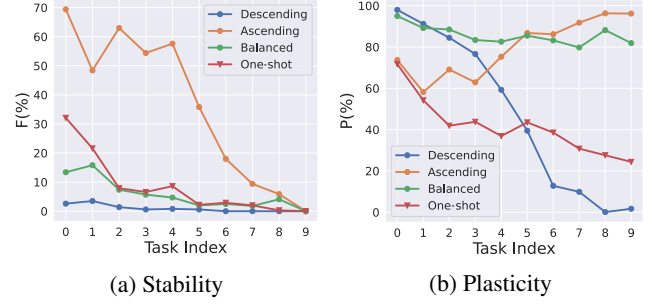 70
60
50
40
30
20
10
0
F(%)
Descending
Ascending
Balanced
One-shot
0 1 2 3 4 5 6 7 8 9
Task Index
(a) Stability
100
80
60
40
20
0
P(%)
Descending
Ascending
Balanced
One-shot
0 1 2 3 4 5 6 7 8 9
Task Index
(b) Plasticity